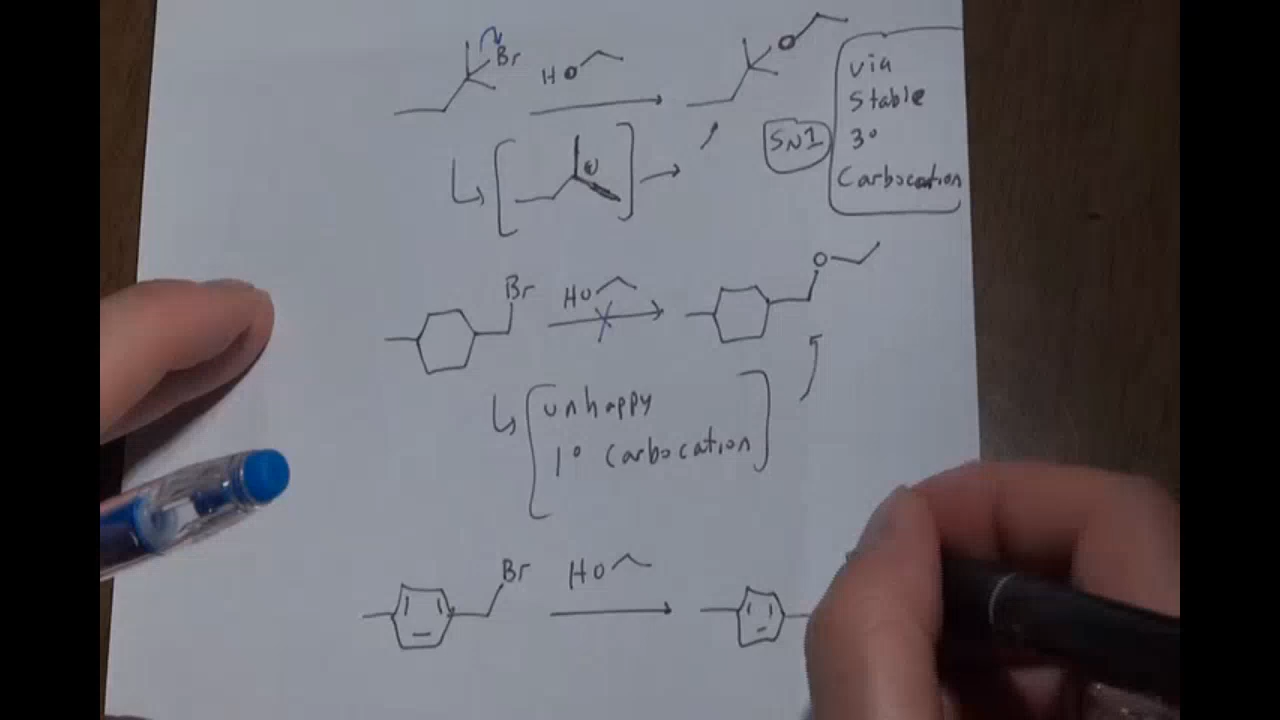 Br
HO
O
via
stable
3°
Carbocation
SN1
⊕
Br
HO
O
unhappy
1° Carbocation
Br
HO